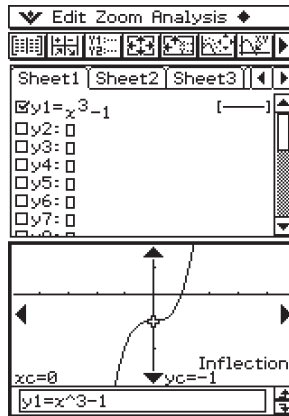 Edit Zoom Analysis
Sheet1 Sheet2 Sheet3
y1=x³-1 [—]
y2:
y3:
y4:
y5:
y6:
y7:
Inflection
xc=0 yc=-1
y1=x^3-1